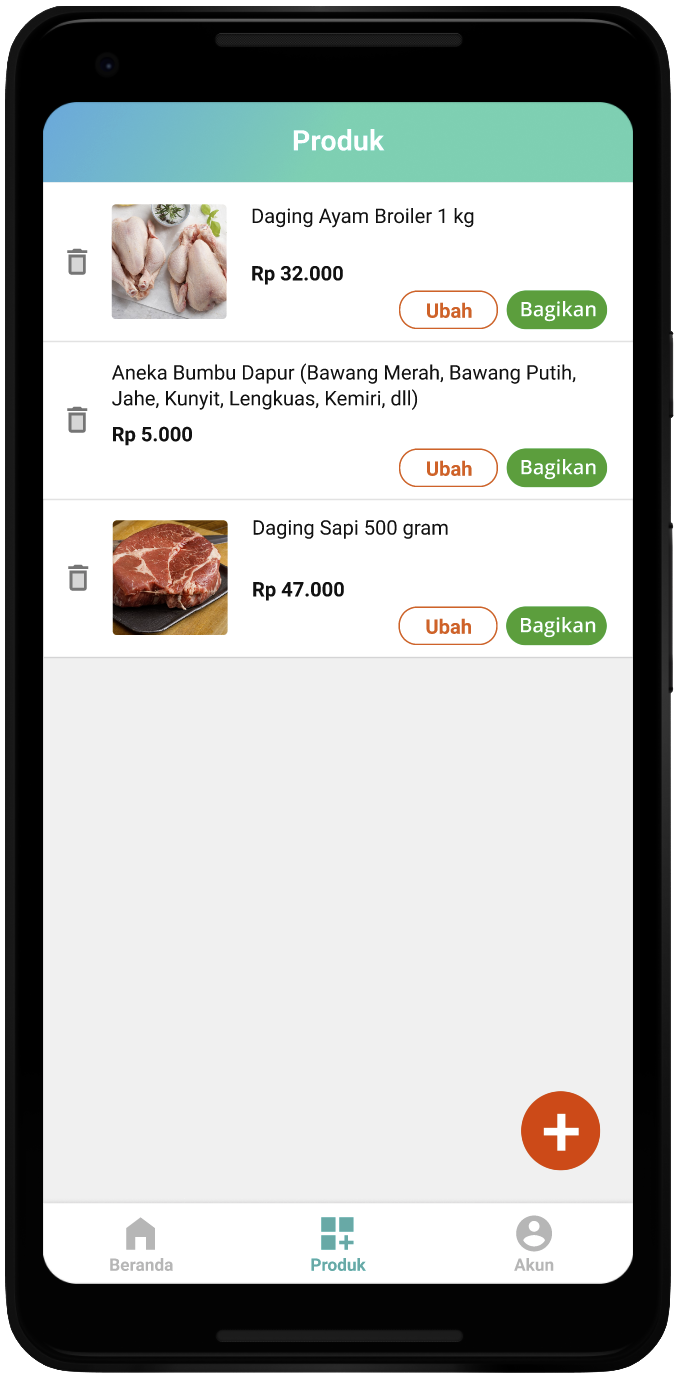 Produk
Daging Ayam Broiler 1 kg
Rp 32.000
Ubah
Bagikan
Aneka Bumbu Dapur (Bawang Merah, Bawang Putih,
Jahe, Kunyit, Lengkuas, Kemiri, dll)
Rp 5.000
Ubah
Bagikan
Daging Sapi 500 gram
Rp 47.000
Ubah
Bagikan
Beranda
Produk
Akun